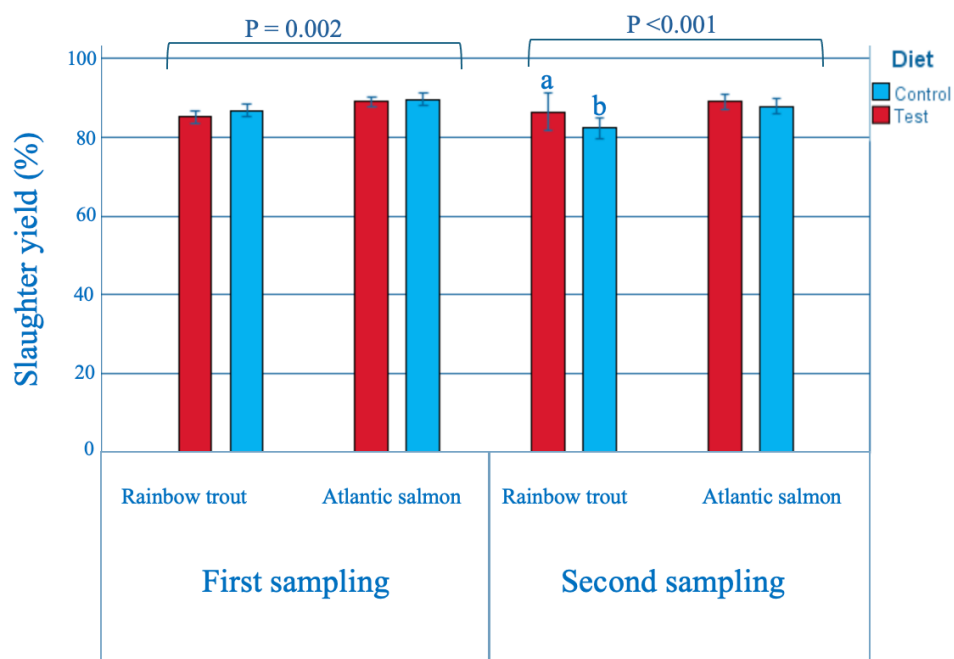 P = 0.002
P <0.001
Slaughter yield (%)
100
80
60
40
20
0
a
b
Diet
Control
Test
Rainbow trout
Atlantic salmon
Rainbow trout
Atlantic salmon
First sampling
Second sampling